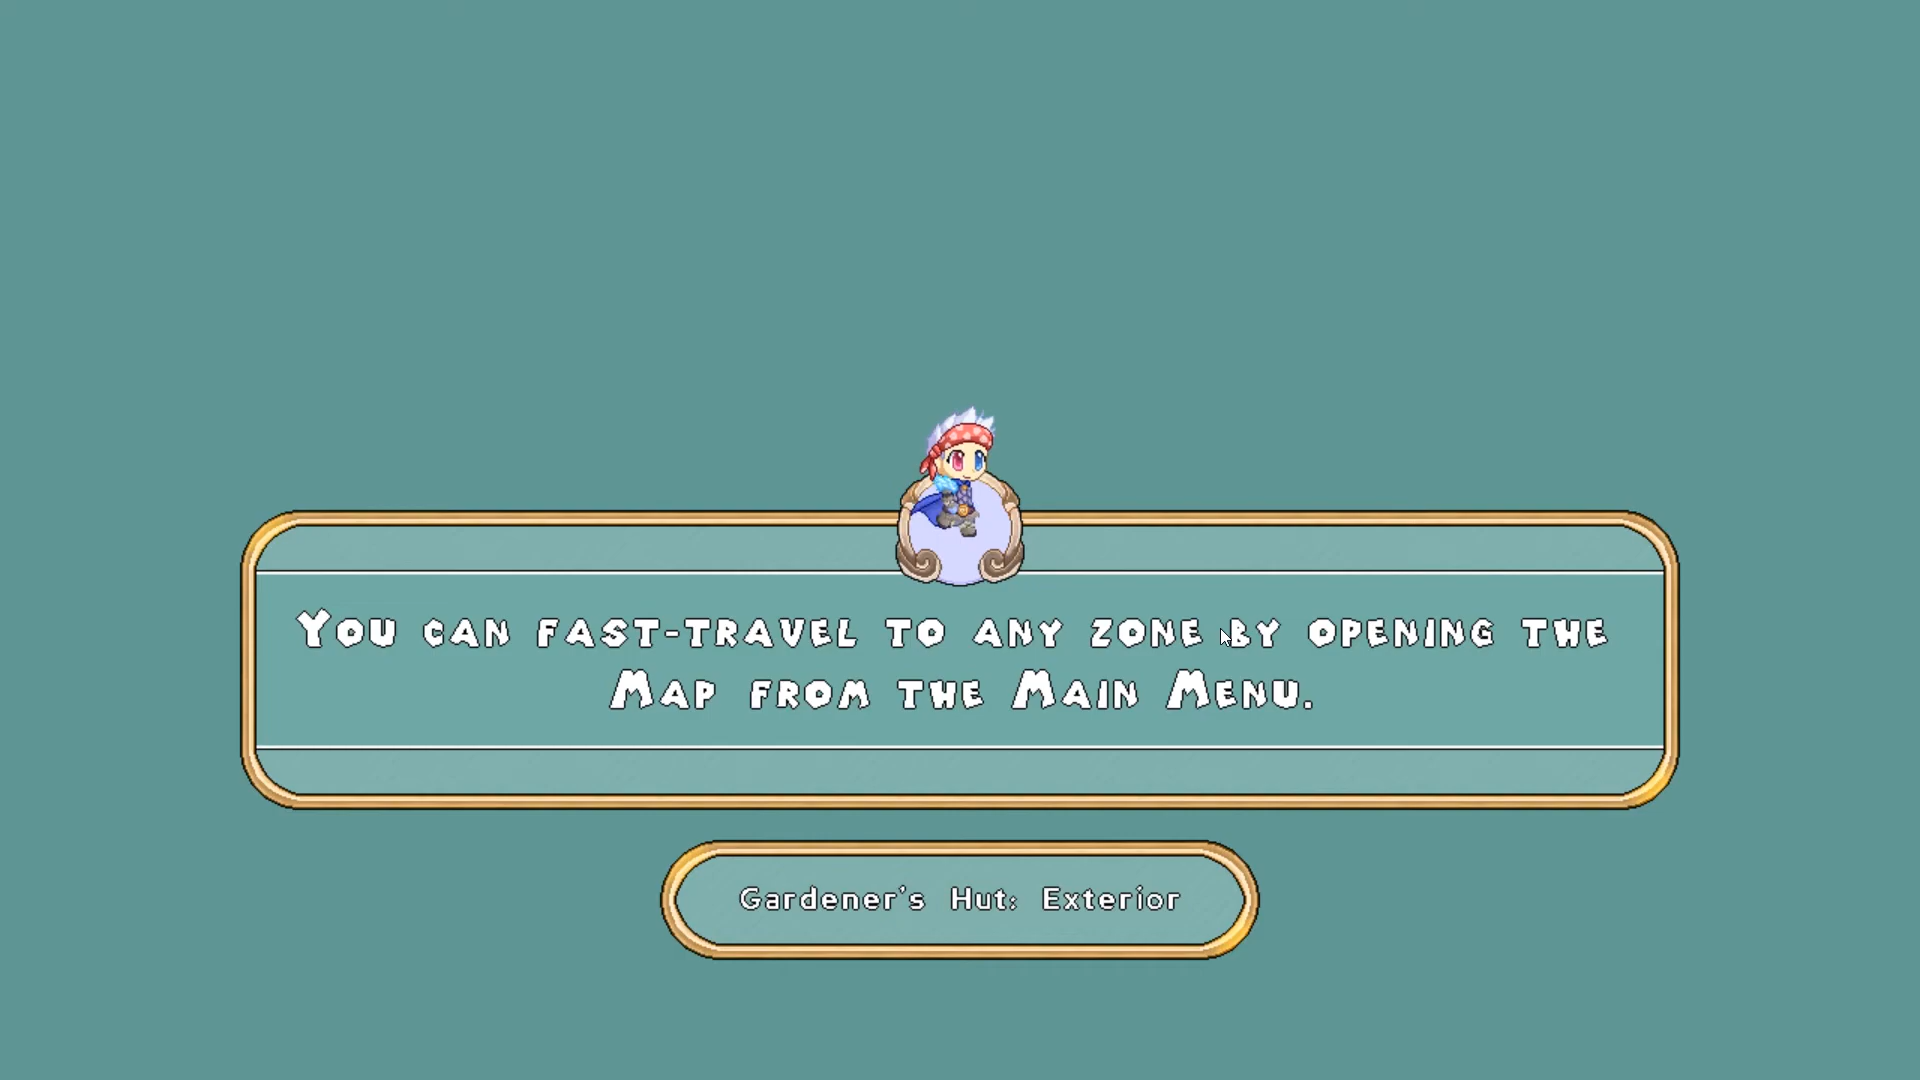 You can fast-travel to any zone by opening the
Map from the Main Menu.
Gardener's Hut: Exterior